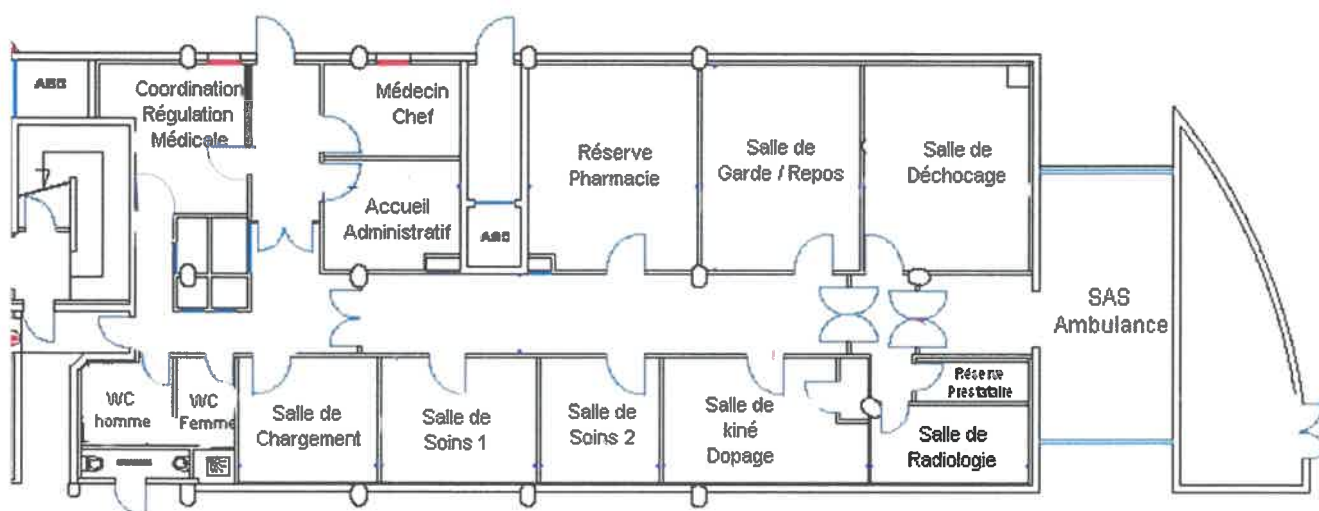 ASC
Coordination
Régulation
Médicale
Médecin
Chef
Réserve
Pharmacie
Salle de
Garde / Repos
Salle de
Déchocage
Accueil
Administratif
ASC
SAS
Ambulance
WC
homme
WC
Femme
Salle de
Chargement
Salle de
Soins 1
Salle de
Soins 2
Salle de
kiné
Dopage
Réserve
Prestataire
Salle de
Radiologie